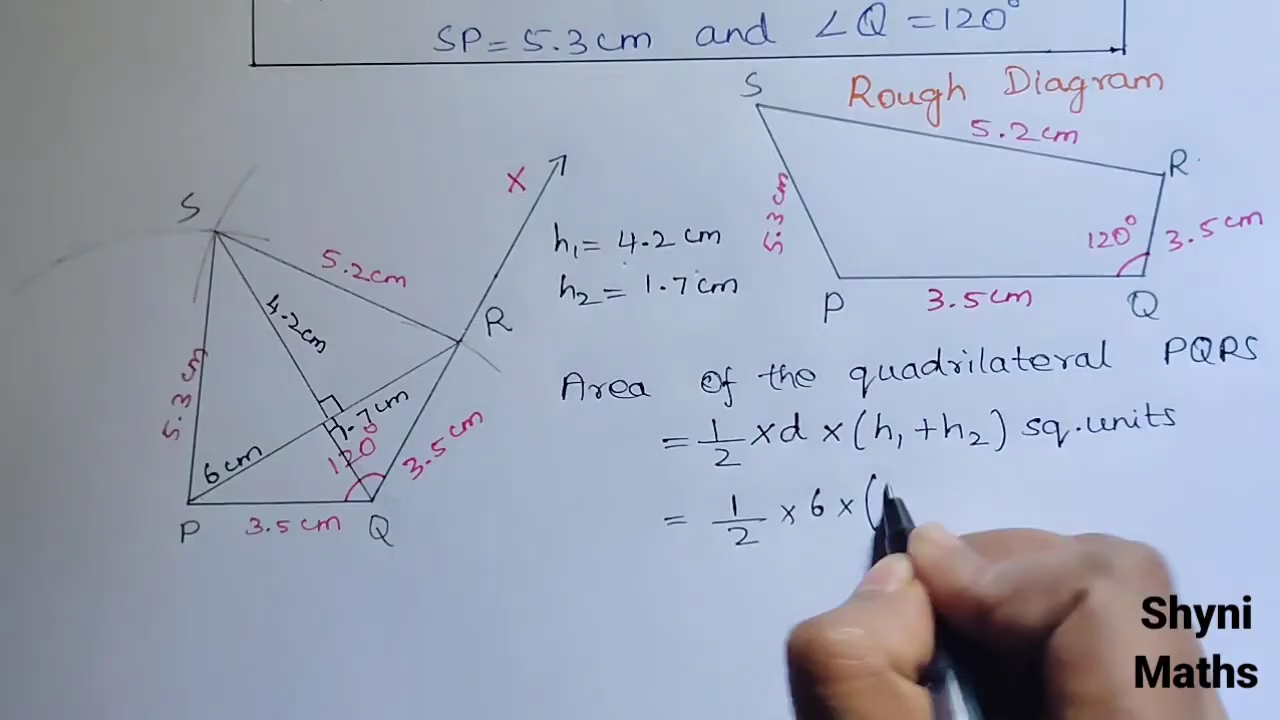 SP = 5.3 cm and ∠Q = 120°
Rough Diagram
S
5.2 cm
R
5.3 cm
120°
3.5 cm
P
3.5 cm
Q
X
S
5.2 cm
4.2 cm
R
5.3 cm
1.7 cm
6 cm
120°
3.5 cm
P
3.5 cm
Q
h₁ = 4.2 cm
h₂ = 1.7 cm
Area of the quadrilateral PQRS
= 1/2 × d × (h₁ + h₂) sq.units
= 1/2 × 6 × (
Shyni
Maths